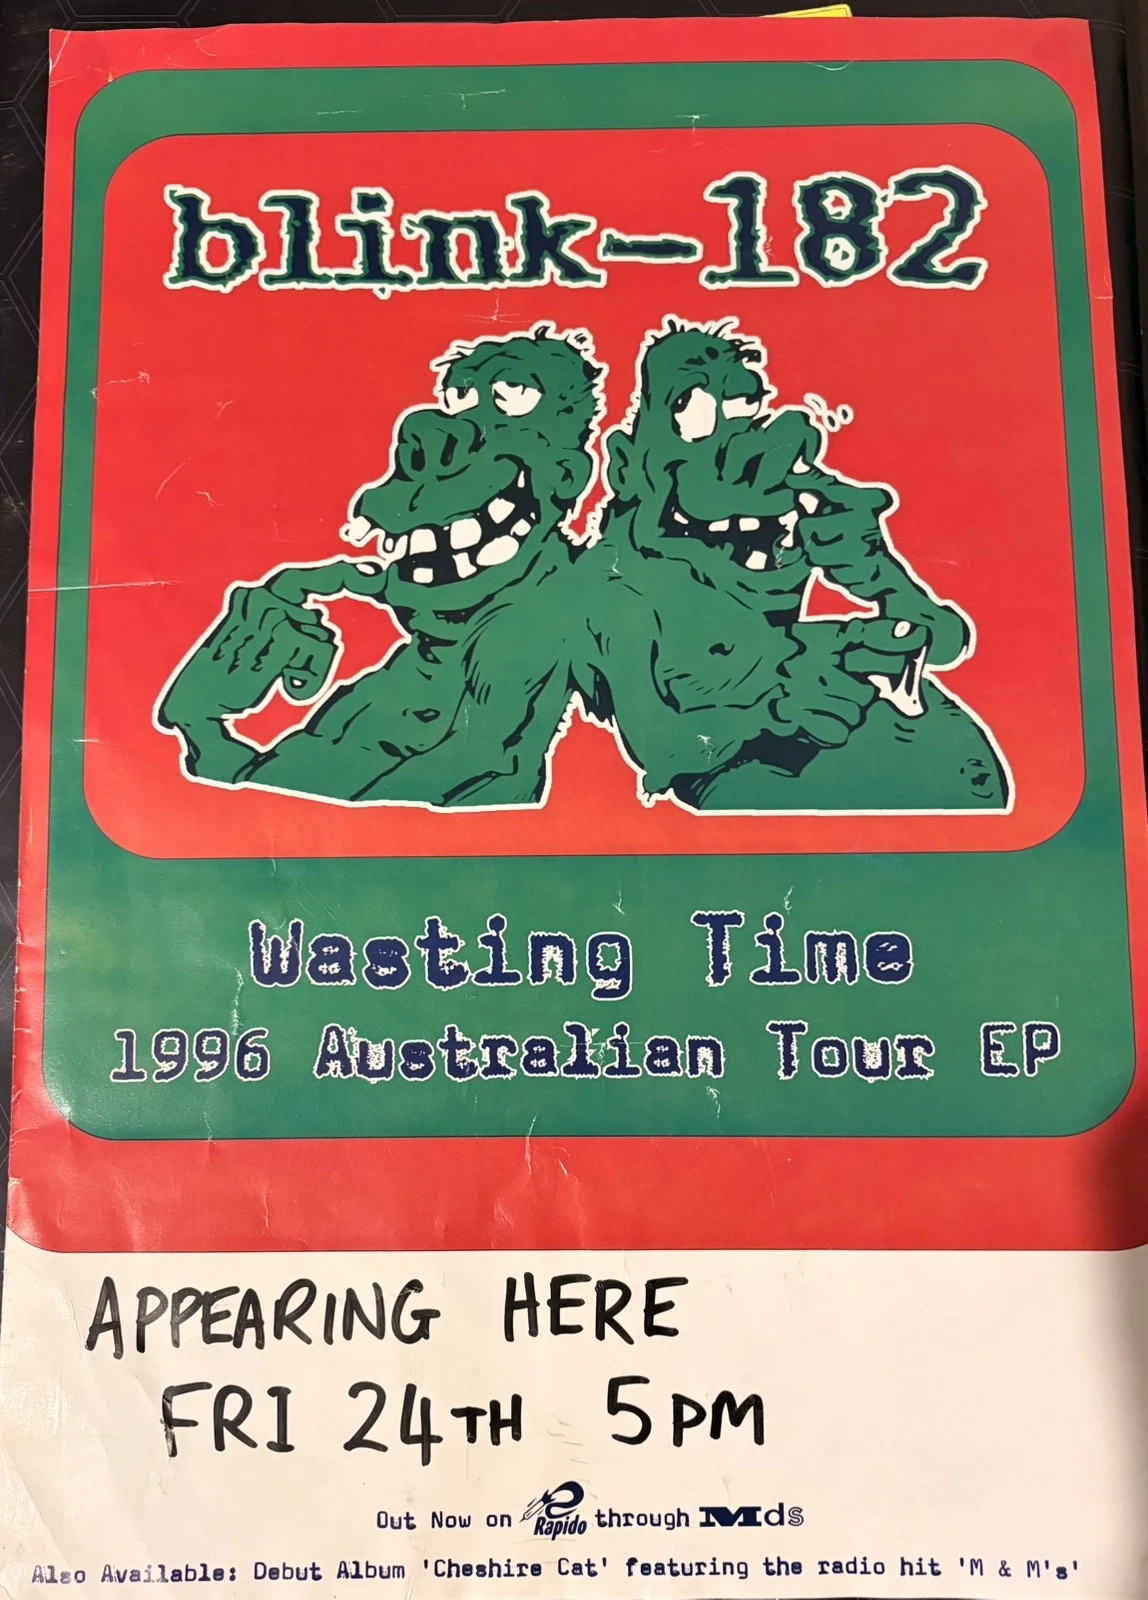 blink-182
Wasting Time
1996 Australian Tour EP
APPEARING HERE
FRI 24TH 5PM
Out Now on Rapido through Mds
Also Available: Debut Album 'Cheshire Cat' featuring the radio hit 'M & M's'